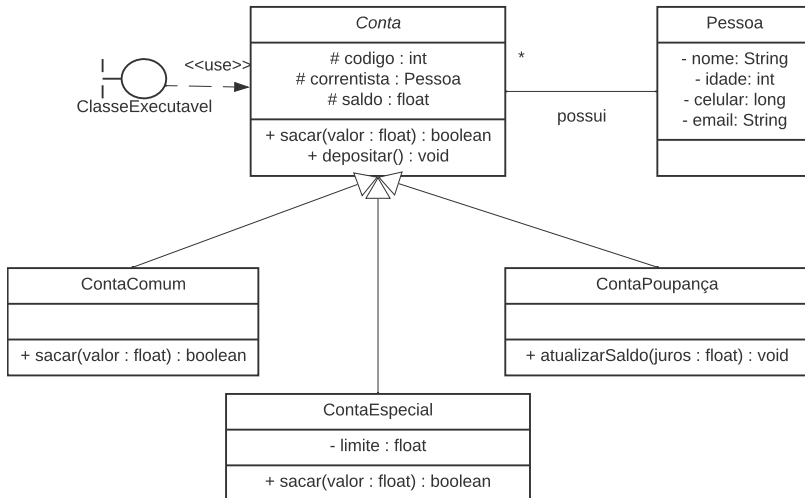 Conta
# codigo : int
# correntista : Pessoa
# saldo : float
+ sacar(valor : float) : boolean
+ depositar() : void
<<use>>
ClasseExecutavel
*
possui
Pessoa
- nome: String
- idade: int
- celular: long
- email: String
ContaComum
+ sacar(valor : float) : boolean
ContaPoupança
+ atualizarSaldo(juros : float) : void
ContaEspecial
- limite : float
+ sacar(valor : float) : boolean